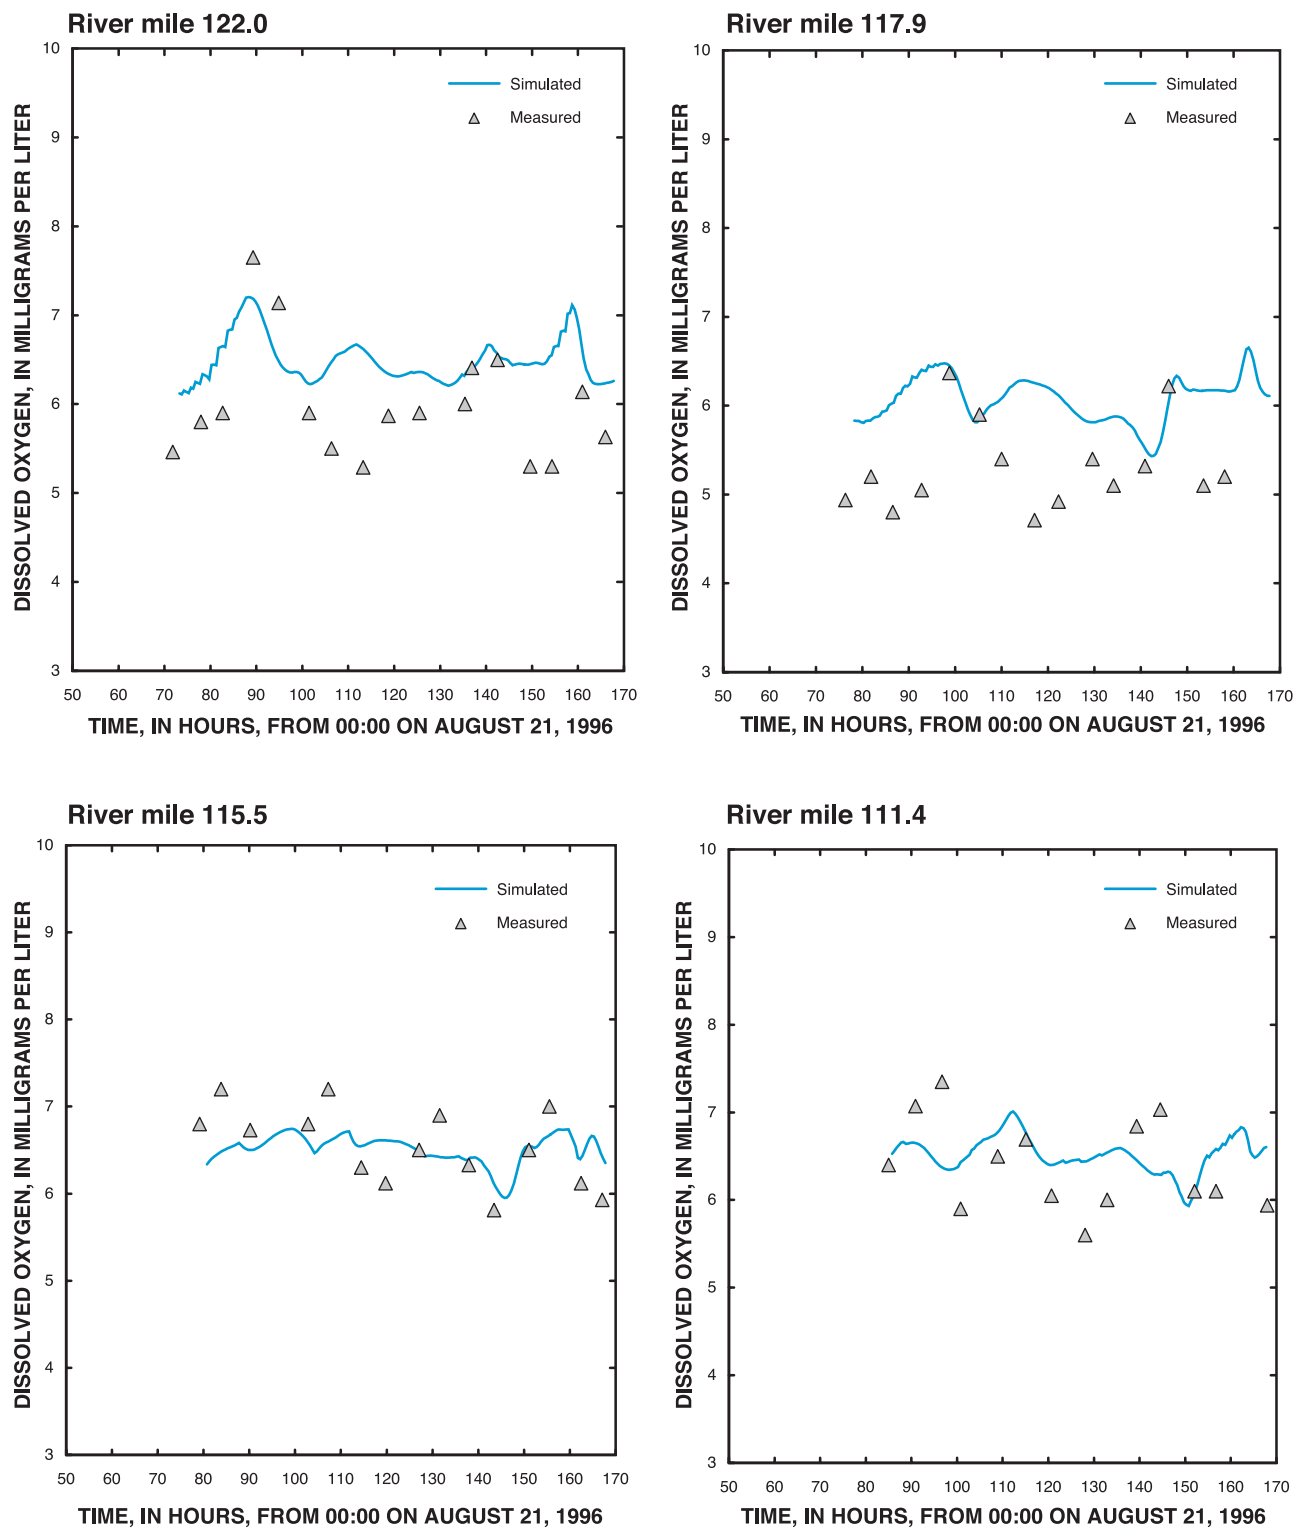 River mile 122.0
10
9
8
7
6
5
4
3
50 60 70 80 90 100 110 120 130 140 150 160 170
DISSOLVED OXYGEN, IN MILLIGRAMS PER LITER
TIME, IN HOURS, FROM 00:00 ON AUGUST 21, 1996
Simulated
Measured
River mile 117.9
10
9
8
7
6
5
4
3
50 60 70 80 90 100 110 120 130 140 150 160 170
DISSOLVED OXYGEN, IN MILLIGRAMS PER LITER
TIME, IN HOURS, FROM 00:00 ON AUGUST 21, 1996
Simulated
Measured
River mile 115.5
10
9
8
7
6
5
4
3
50 60 70 80 90 100 110 120 130 140 150 160 170
DISSOLVED OXYGEN, IN MILLIGRAMS PER LITER
TIME, IN HOURS, FROM 00:00 ON AUGUST 21, 1996
Simulated
Measured
River mile 111.4
10
9
8
7
6
5
4
3
50 60 70 80 90 100 110 120 130 140 150 160 170
DISSOLVED OXYGEN, IN MILLIGRAMS PER LITER
TIME, IN HOURS, FROM 00:00 ON AUGUST 21, 1996
Simulated
Measured